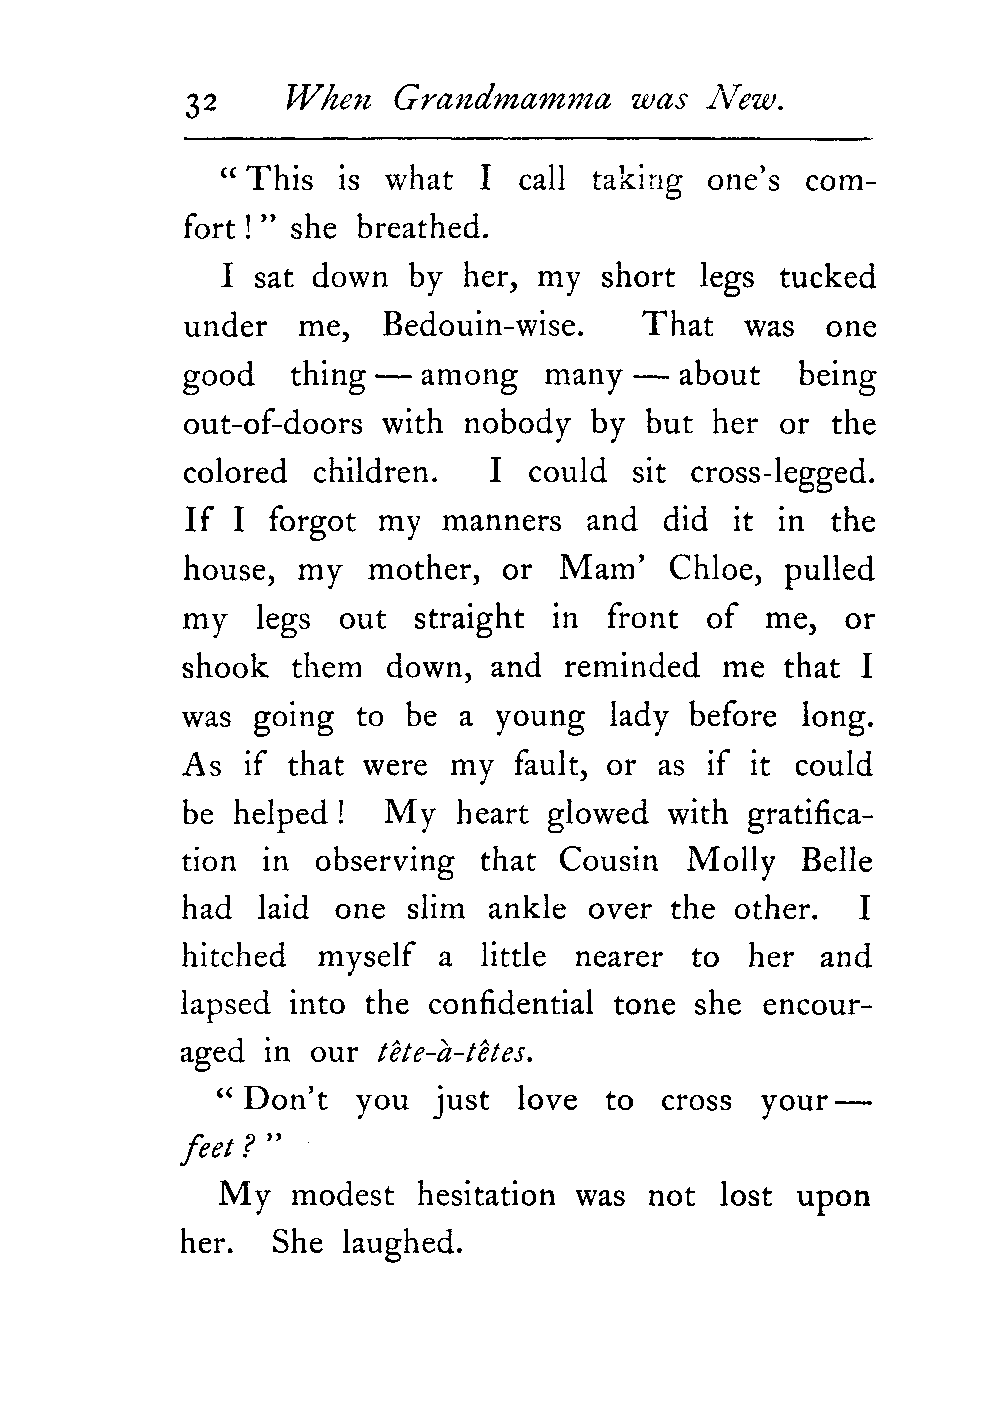 32 When Grandmamma was New.
“ This is what I call taking one’s com-
fort ! ” she breathed.
I sat down by her, my short legs tucked
under me, Bedouin-wise. That was one
good thing — among many — about being
out-of-doors with nobody by but her or the
colored children. I could sit cross-legged.
If I forgot my manners and did it in the
house, my mother, or Mam’ Chloe, pulled
my legs out straight in front of me, or
shook them down, and reminded me that I
was going to be a young lady before long.
As if that were my fault, or as if it could
be helped ! My heart glowed with gratifica-
tion in observing that Cousin Molly Belle
had laid one slim ankle over the other. I
hitched myself a little nearer to her and
lapsed into the confidential tone she encour-
aged in our tête-à-têtes.
“ Don’t you just love to cross your —
feet ? ”
My modest hesitation was not lost upon
her. She laughed.